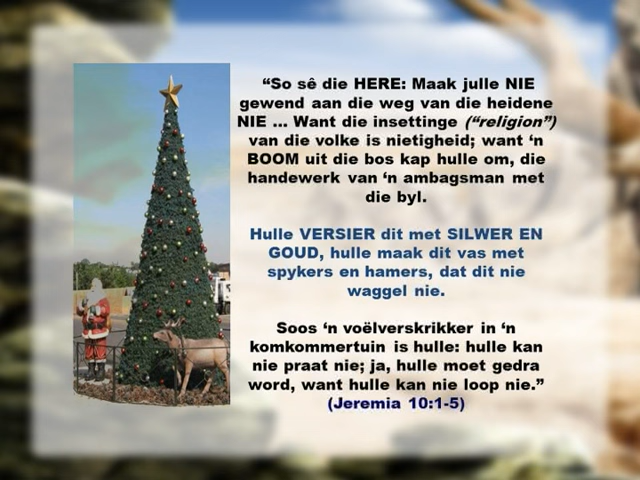 “So sê die HERE: Maak julle NIE
gewend aan die weg van die heidene
NIE ... Want die insettinge (“religion”)
van die volke is nietigheid; want ‘n
BOOM uit die bos kap hulle om, die
handewerk van ‘n ambagsman met
die byl.
Hulle VERSIER dit met SILWER EN
GOUD, hulle maak dit vas met
spykers en hamers, dat dit nie
waggel nie.
Soos ‘n voëlverskrikker in ‘n
komkommertuin is hulle: hulle kan
nie praat nie; ja, hulle moet gedra
word, want hulle kan nie loop nie.”
(Jeremia 10:1-5)